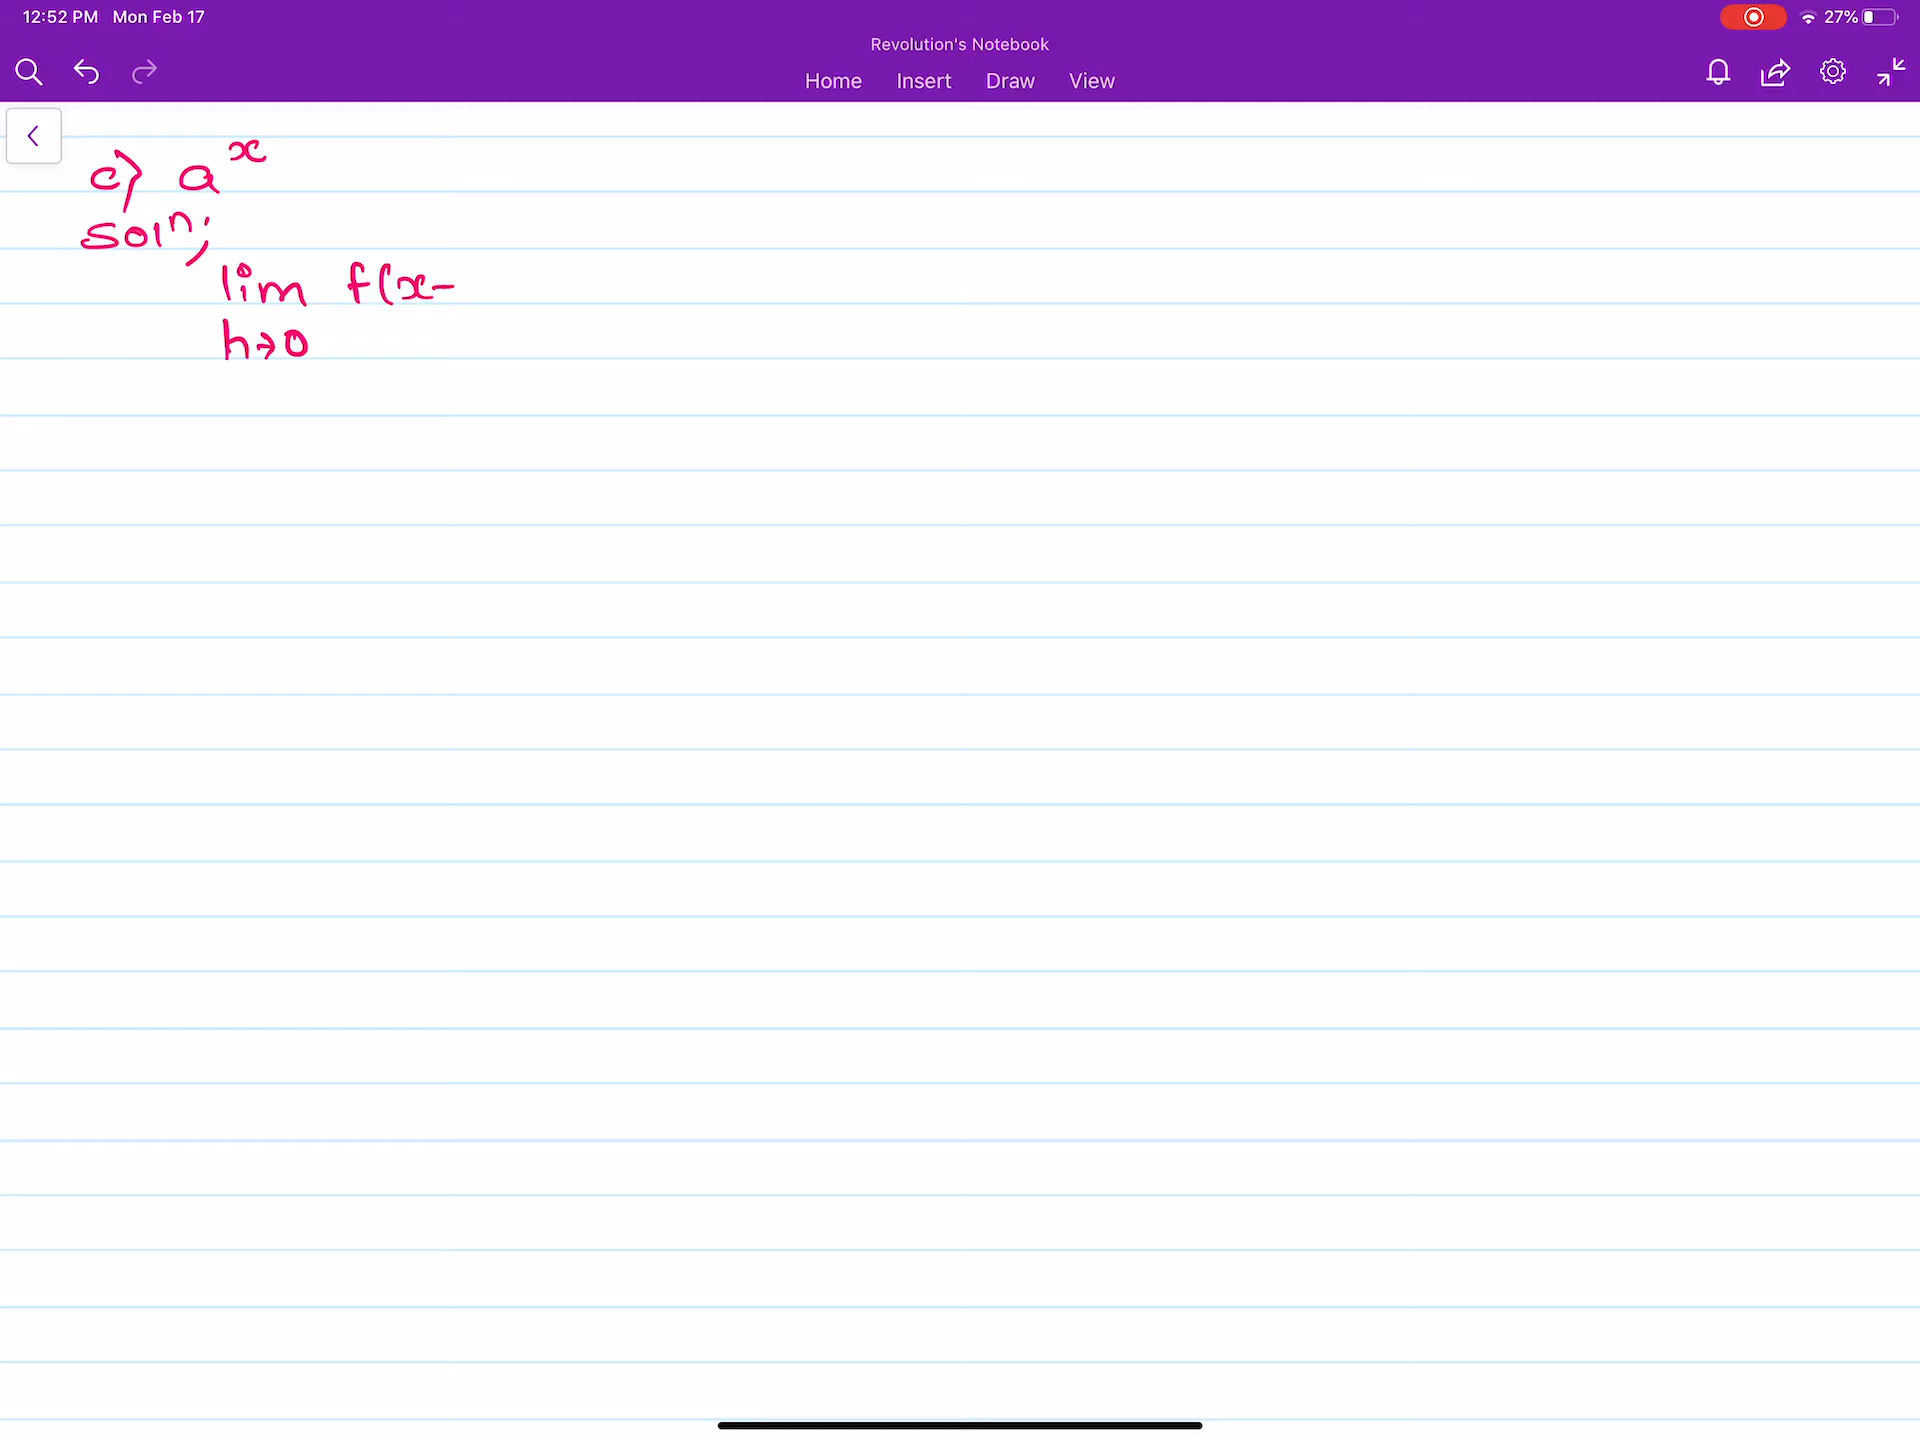 12:52 PM Mon Feb 17
27%
Revolution's Notebook
Home Insert Draw View
c) a^x
solⁿ;
lim f(x-
h→0